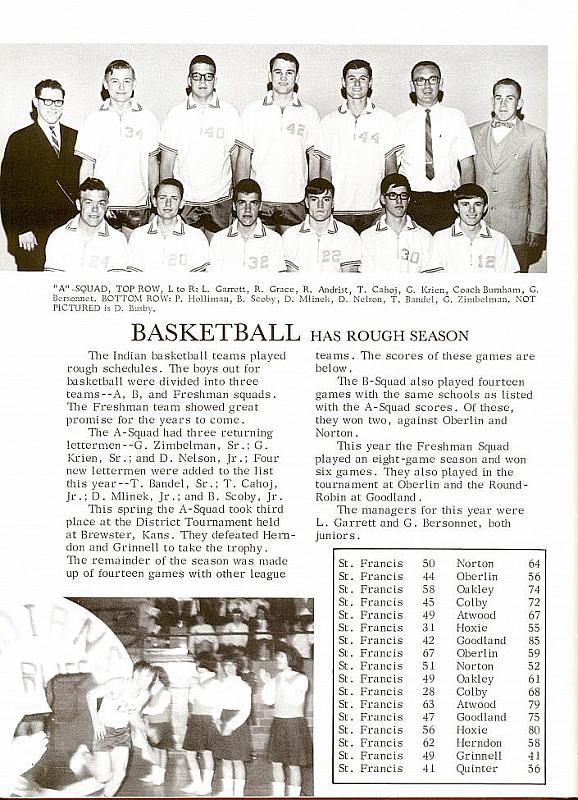 34
40
42
44
24
20
32
22
30
"A"-SQUAD, TOP ROW, L to R: L. Garrett, R. Grace, R. Andrist, T. Cahoj, G. Krien, Coach Burnham, G.
Bersonnet. BOTTOM ROW: P. Holliman, B. Scoby, D. Mlinek, D. Nelson, T. Bandel, G. Zimbelman. NOT
PICTURED is D. Busby.
BASKETBALL HAS ROUGH SEASON
The Indian basketball teams played
rough schedules. The boys out for
basketball were divided into three
teams--A, B, and Freshman squads.
The Freshman team showed great
promise for the years to come.
The A-Squad had three returning
lettermen--G. Zimbelman, Sr.; G.
Krien, Sr.; and D. Nelson, Jr.; Four
new lettermen were added to the list
this year--T. Bandel, Sr.; T. Cahoj,
Jr.; D. Mlinek, Jr.; and B. Scoby, Jr.
This spring the A-Squad took third
place at the District Tournament held
at Brewster, Kans. They defeated Hern-
don and Grinnell to take the trophy.
The remainder of the season was made
up of fourteen games with other league
teams. The scores of these games are
below.
The B-Squad also played fourteen
games with the same schools as listed
with the A-Squad scores. Of these,
they won two, against Oberlin and
Norton.
This year the Freshman Squad
played an eight-game season and won
six games. They also played in the
tournament at Oberlin and the Round-
Robin at Goodland.
The managers for this year were
L. Garrett and G. Bersonnet, both
juniors.
St. Francis 50 Norton 64
St. Francis 44 Oberlin 56
St. Francis 58 Oakley 74
St. Francis 45 Colby 72
St. Francis 49 Atwood 67
St. Francis 31 Hoxie 55
St. Francis 42 Goodland 85
St. Francis 67 Oberlin 59
St. Francis 51 Norton 52
St. Francis 49 Oakley 61
St. Francis 28 Colby 68
St. Francis 63 Atwood 79
St. Francis 47 Goodland 75
St. Francis 56 Hoxie 80
St. Francis 62 Herndon 58
St. Francis 49 Grinnell 41
St. Francis 41 Quinter 56